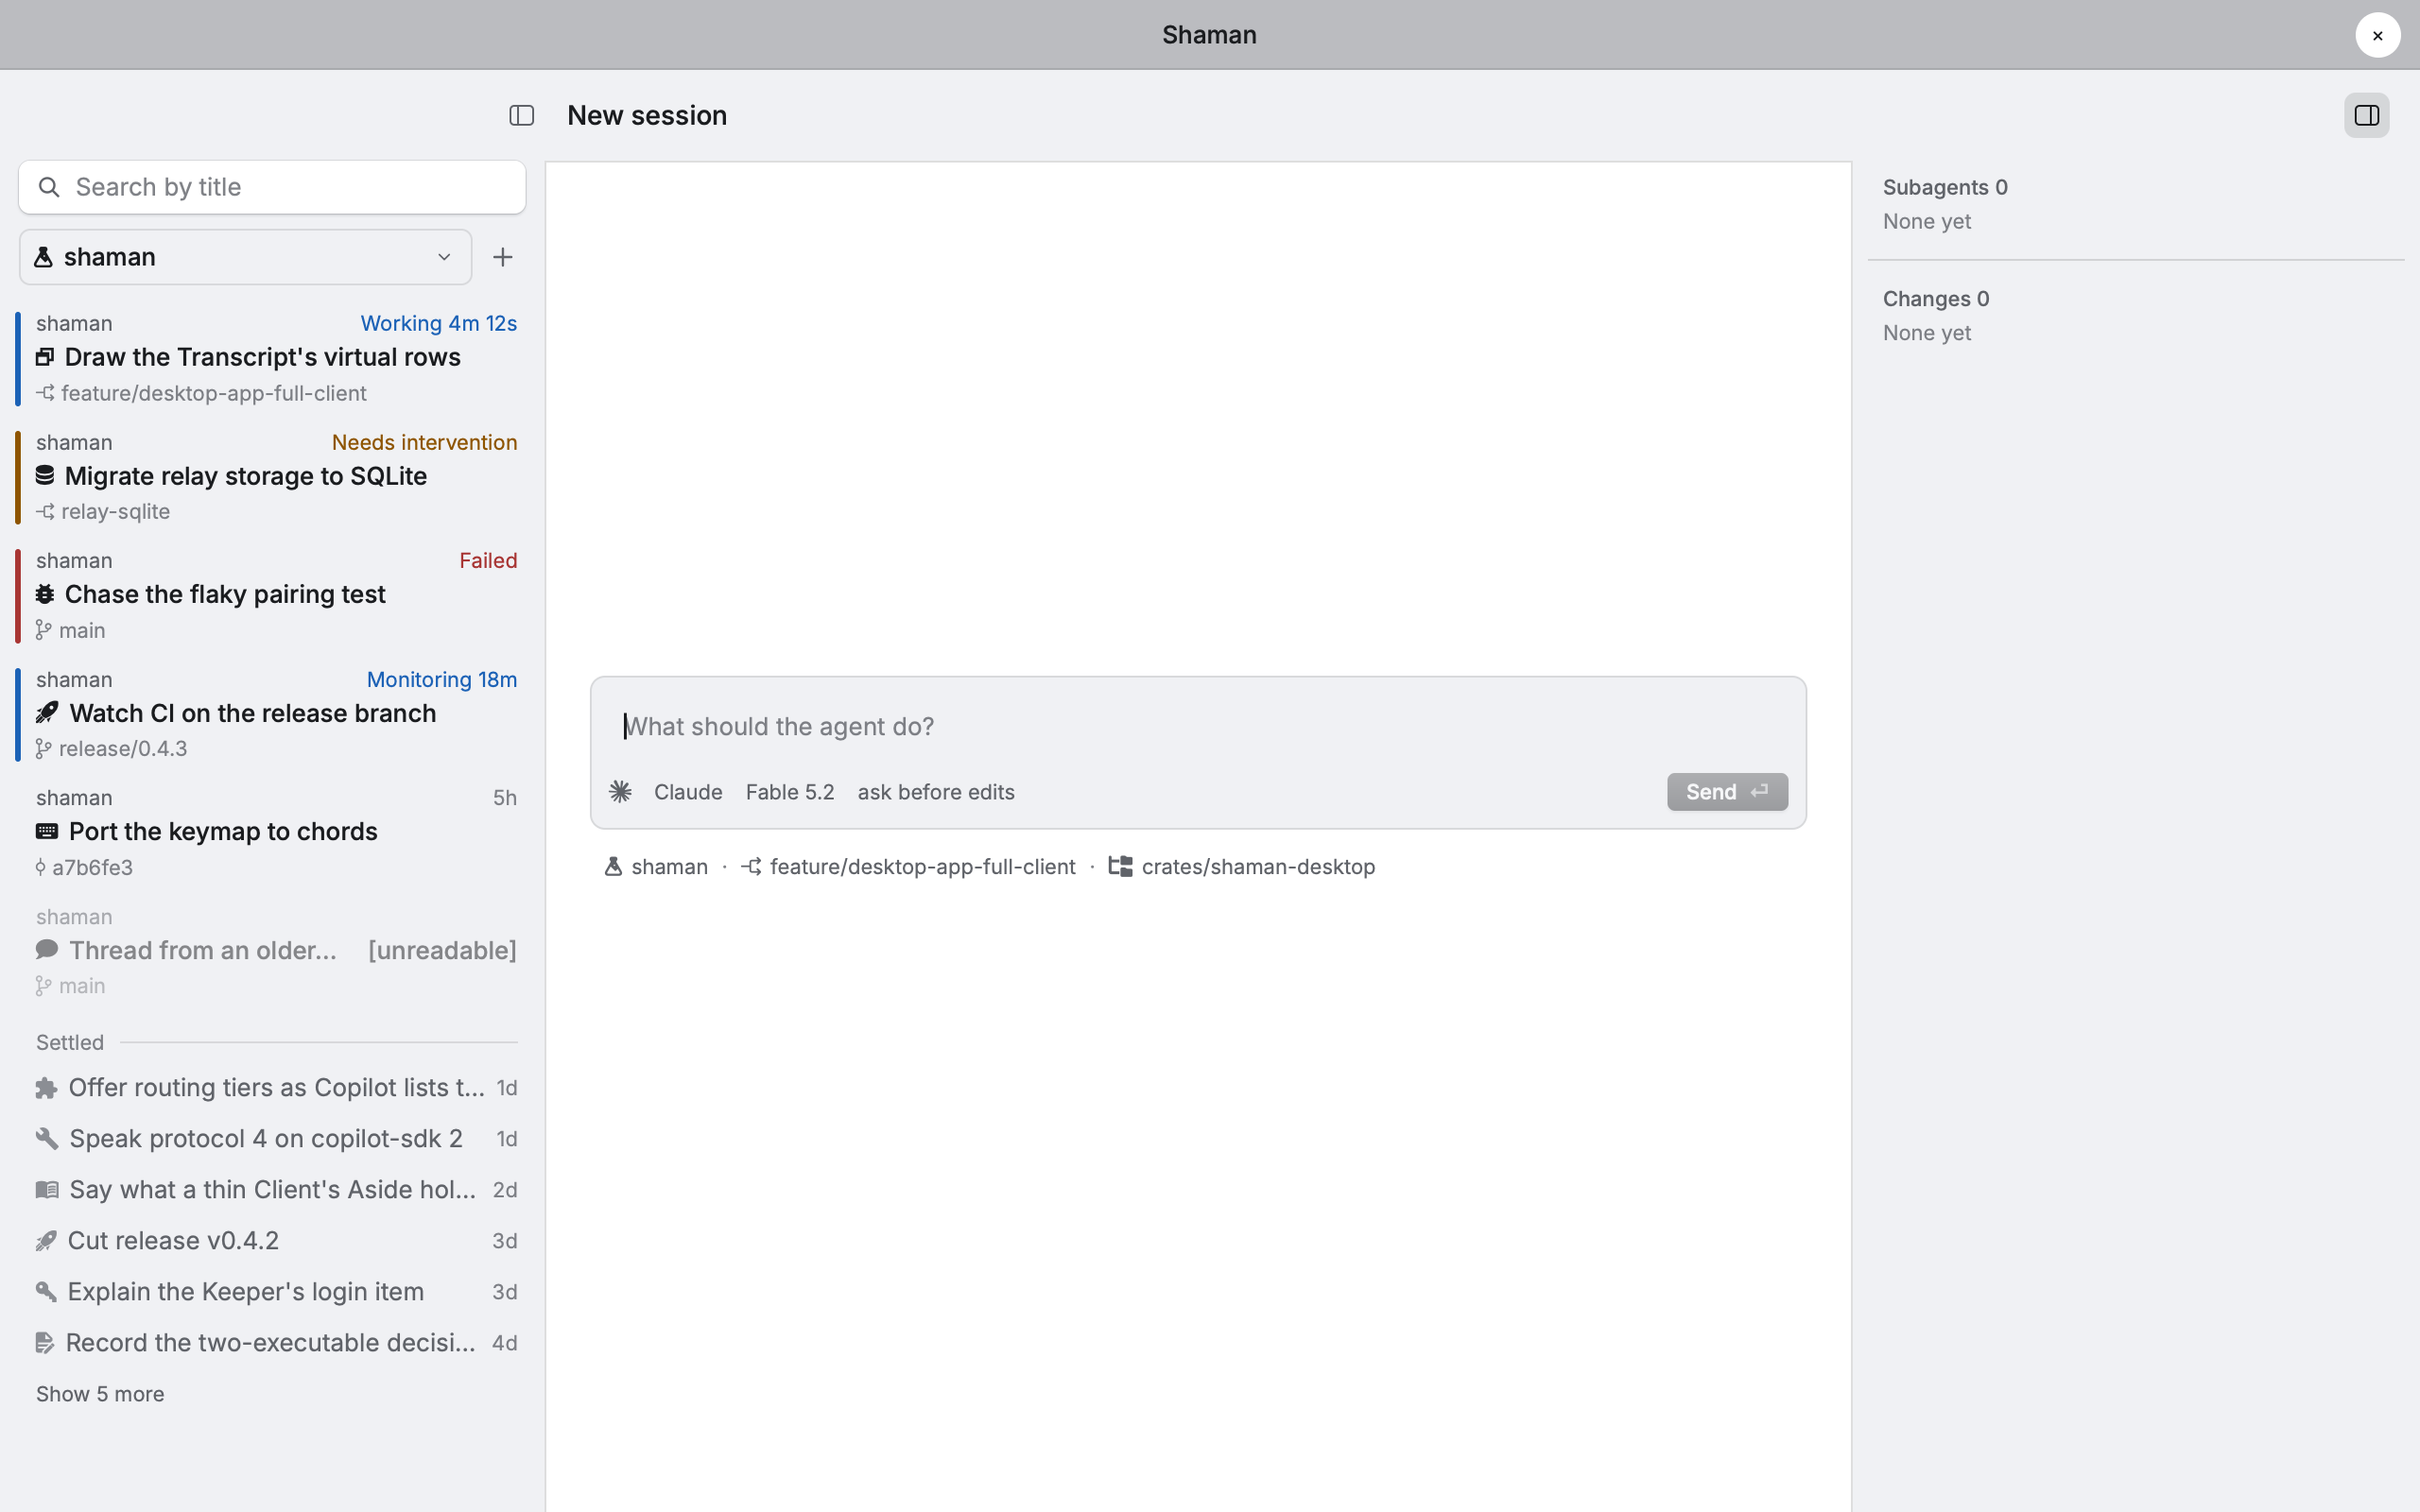 Shaman
New session
Search by title
shaman
shaman Working 4m 12s
Draw the Transcript's virtual rows
feature/desktop-app-full-client
shaman Needs intervention
Migrate relay storage to SQLite
relay-sqlite
shaman Failed
Chase the flaky pairing test
main
shaman Monitoring 18m
Watch CI on the release branch
release/0.4.3
shaman 5h
Port the keymap to chords
a7b6fe3
shaman
Thread from an older... [unreadable]
main
Settled
Offer routing tiers as Copilot lists t... 1d
Speak protocol 4 on copilot-sdk 2 1d
Say what a thin Client's Aside hol... 2d
Cut release v0.4.2 3d
Explain the Keeper's login item 3d
Record the two-executable decisi... 4d
Show 5 more
What should the agent do?
Claude Fable 5.2 ask before edits Send
shaman · feature/desktop-app-full-client · crates/shaman-desktop
Subagents 0
None yet
Changes 0
None yet